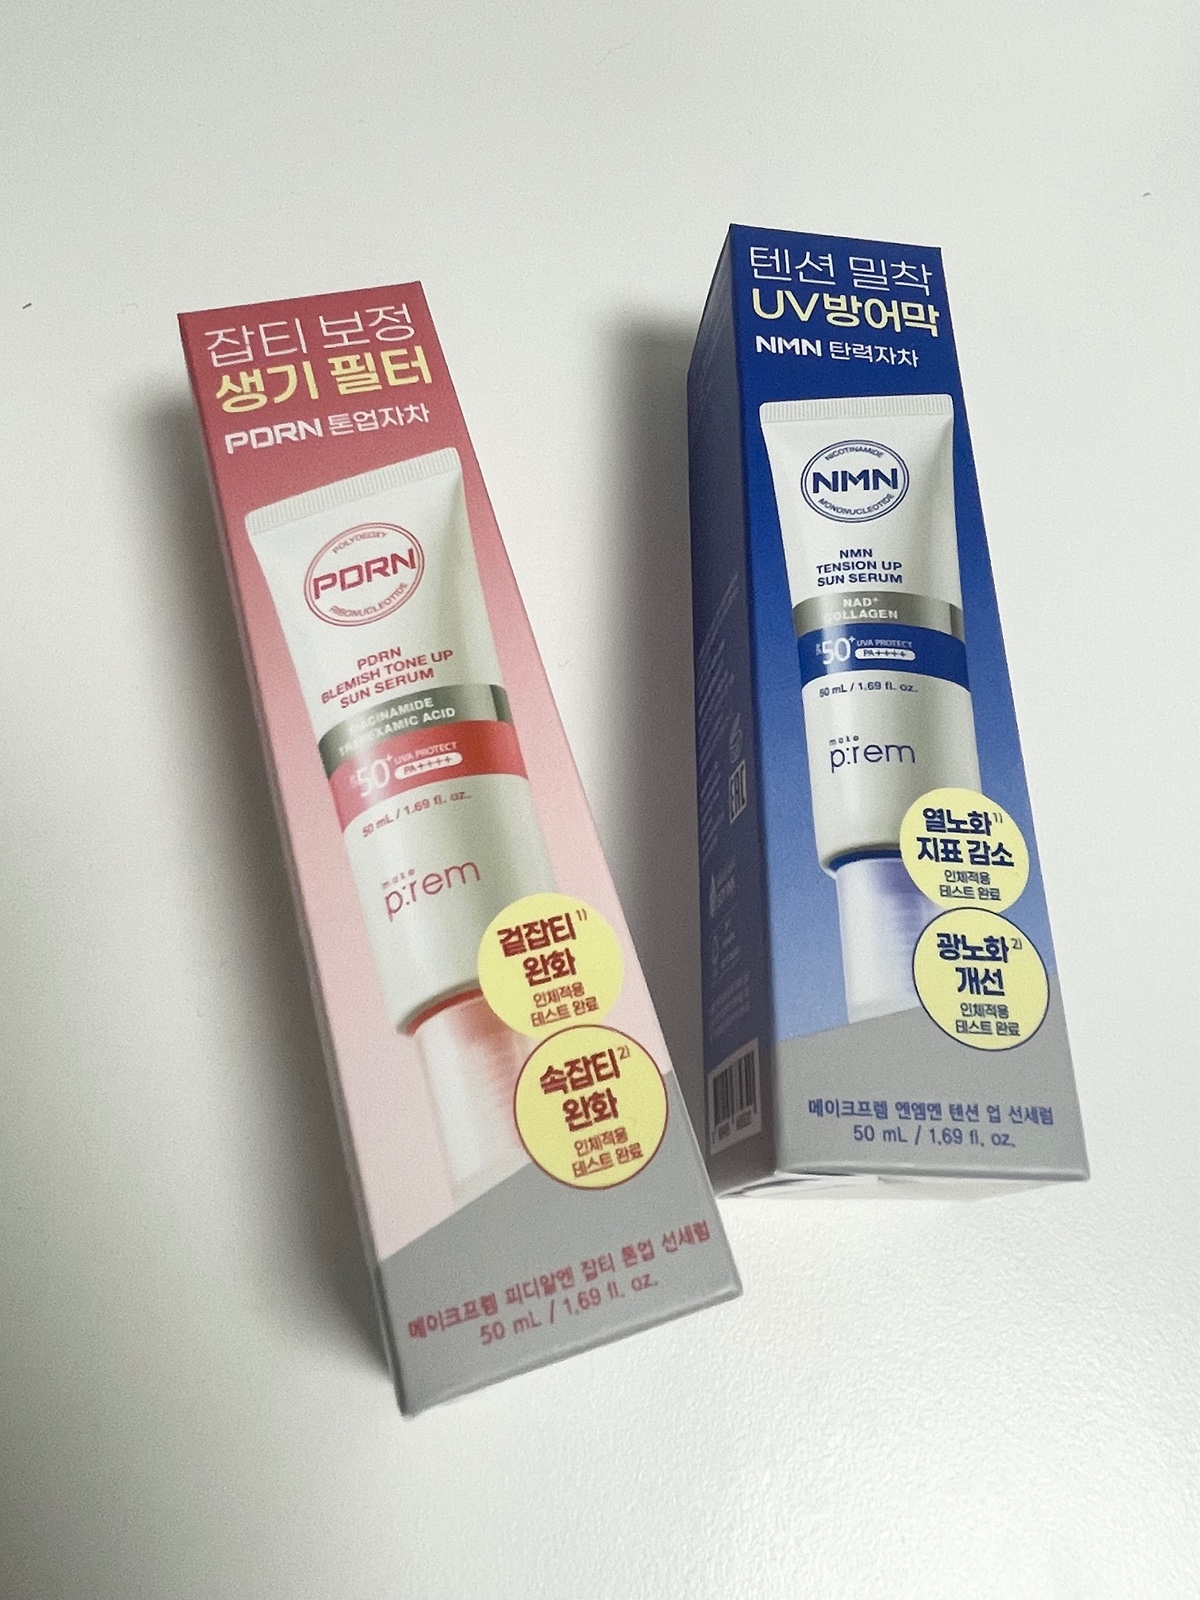 잡티 보정
생기 필터
PDRN 톤업자차
POLYDEOXY
PDRN
RIBONUCLEOTIDE
PDRN
BLEMISH TONE UP
SUN SERUM
NIACINAMIDE
TRANEXAMIC ACID
50+ UVA PROTECT
PA++++
50 mL / 1.69 fl. oz.
make
p:rem
겉잡티1)
완화
인체적용
테스트 완료
속잡티2)
완화
인체적용
테스트 완료
메이크프렘 피디알엔 잡티 톤업 선세럼
50 mL / 1.69 fl. oz.
텐션 밀착
UV방어막
NMN 탄력자차
NICOTINAMIDE
NMN
MONONUCLEOTIDE
NMN
TENSION UP
SUN SERUM
NAD+
COLLAGEN
50+ UVA PROTECT
PA++++
50 mL / 1.69 fl. oz.
make
p:rem
열노화1)
지표 감소
인체적용
테스트 완료
광노화2)
개선
인체적용
테스트 완료
메이크프렘 엔엠엔 텐션 업 선세럼
50 mL / 1.69 fl. oz.
EAC